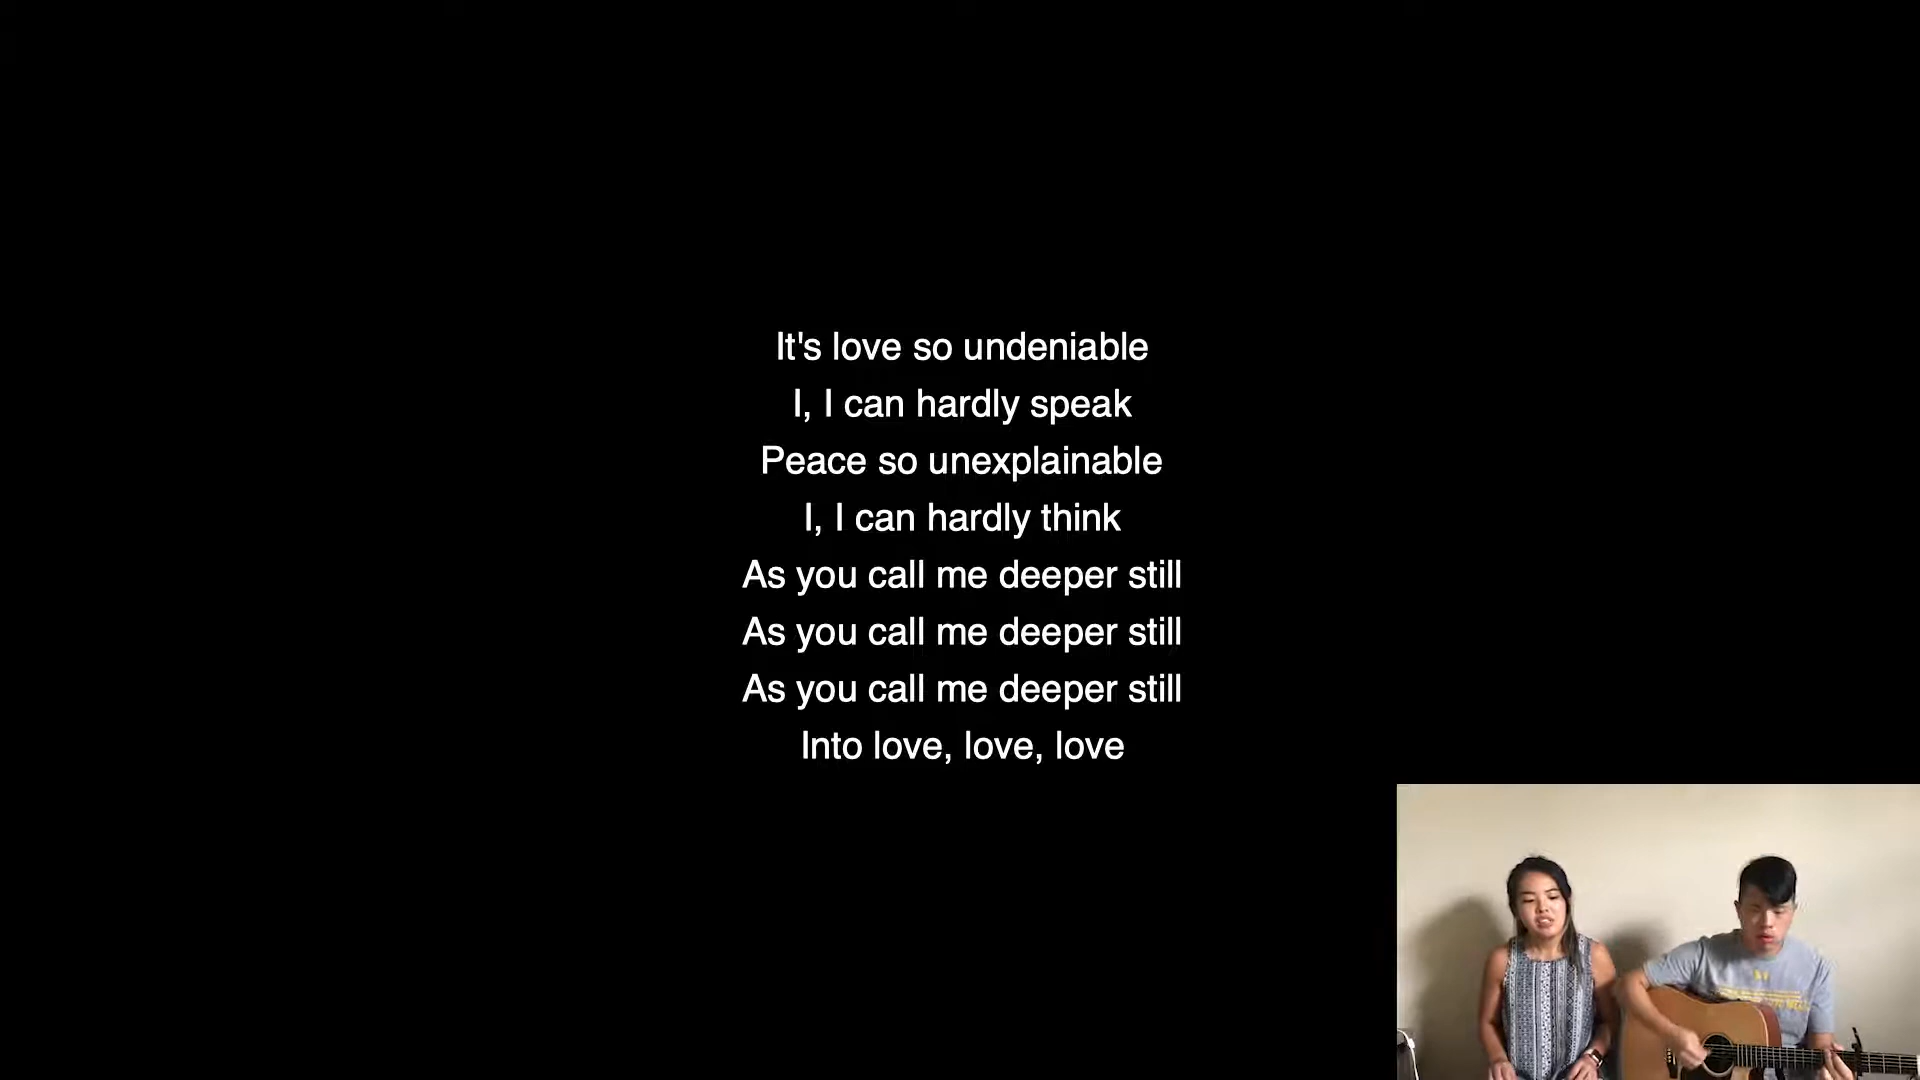 It's love so undeniable
I, I can hardly speak
Peace so unexplainable
I, I can hardly think
As you call me deeper still
As you call me deeper still
As you call me deeper still
Into love, love, love